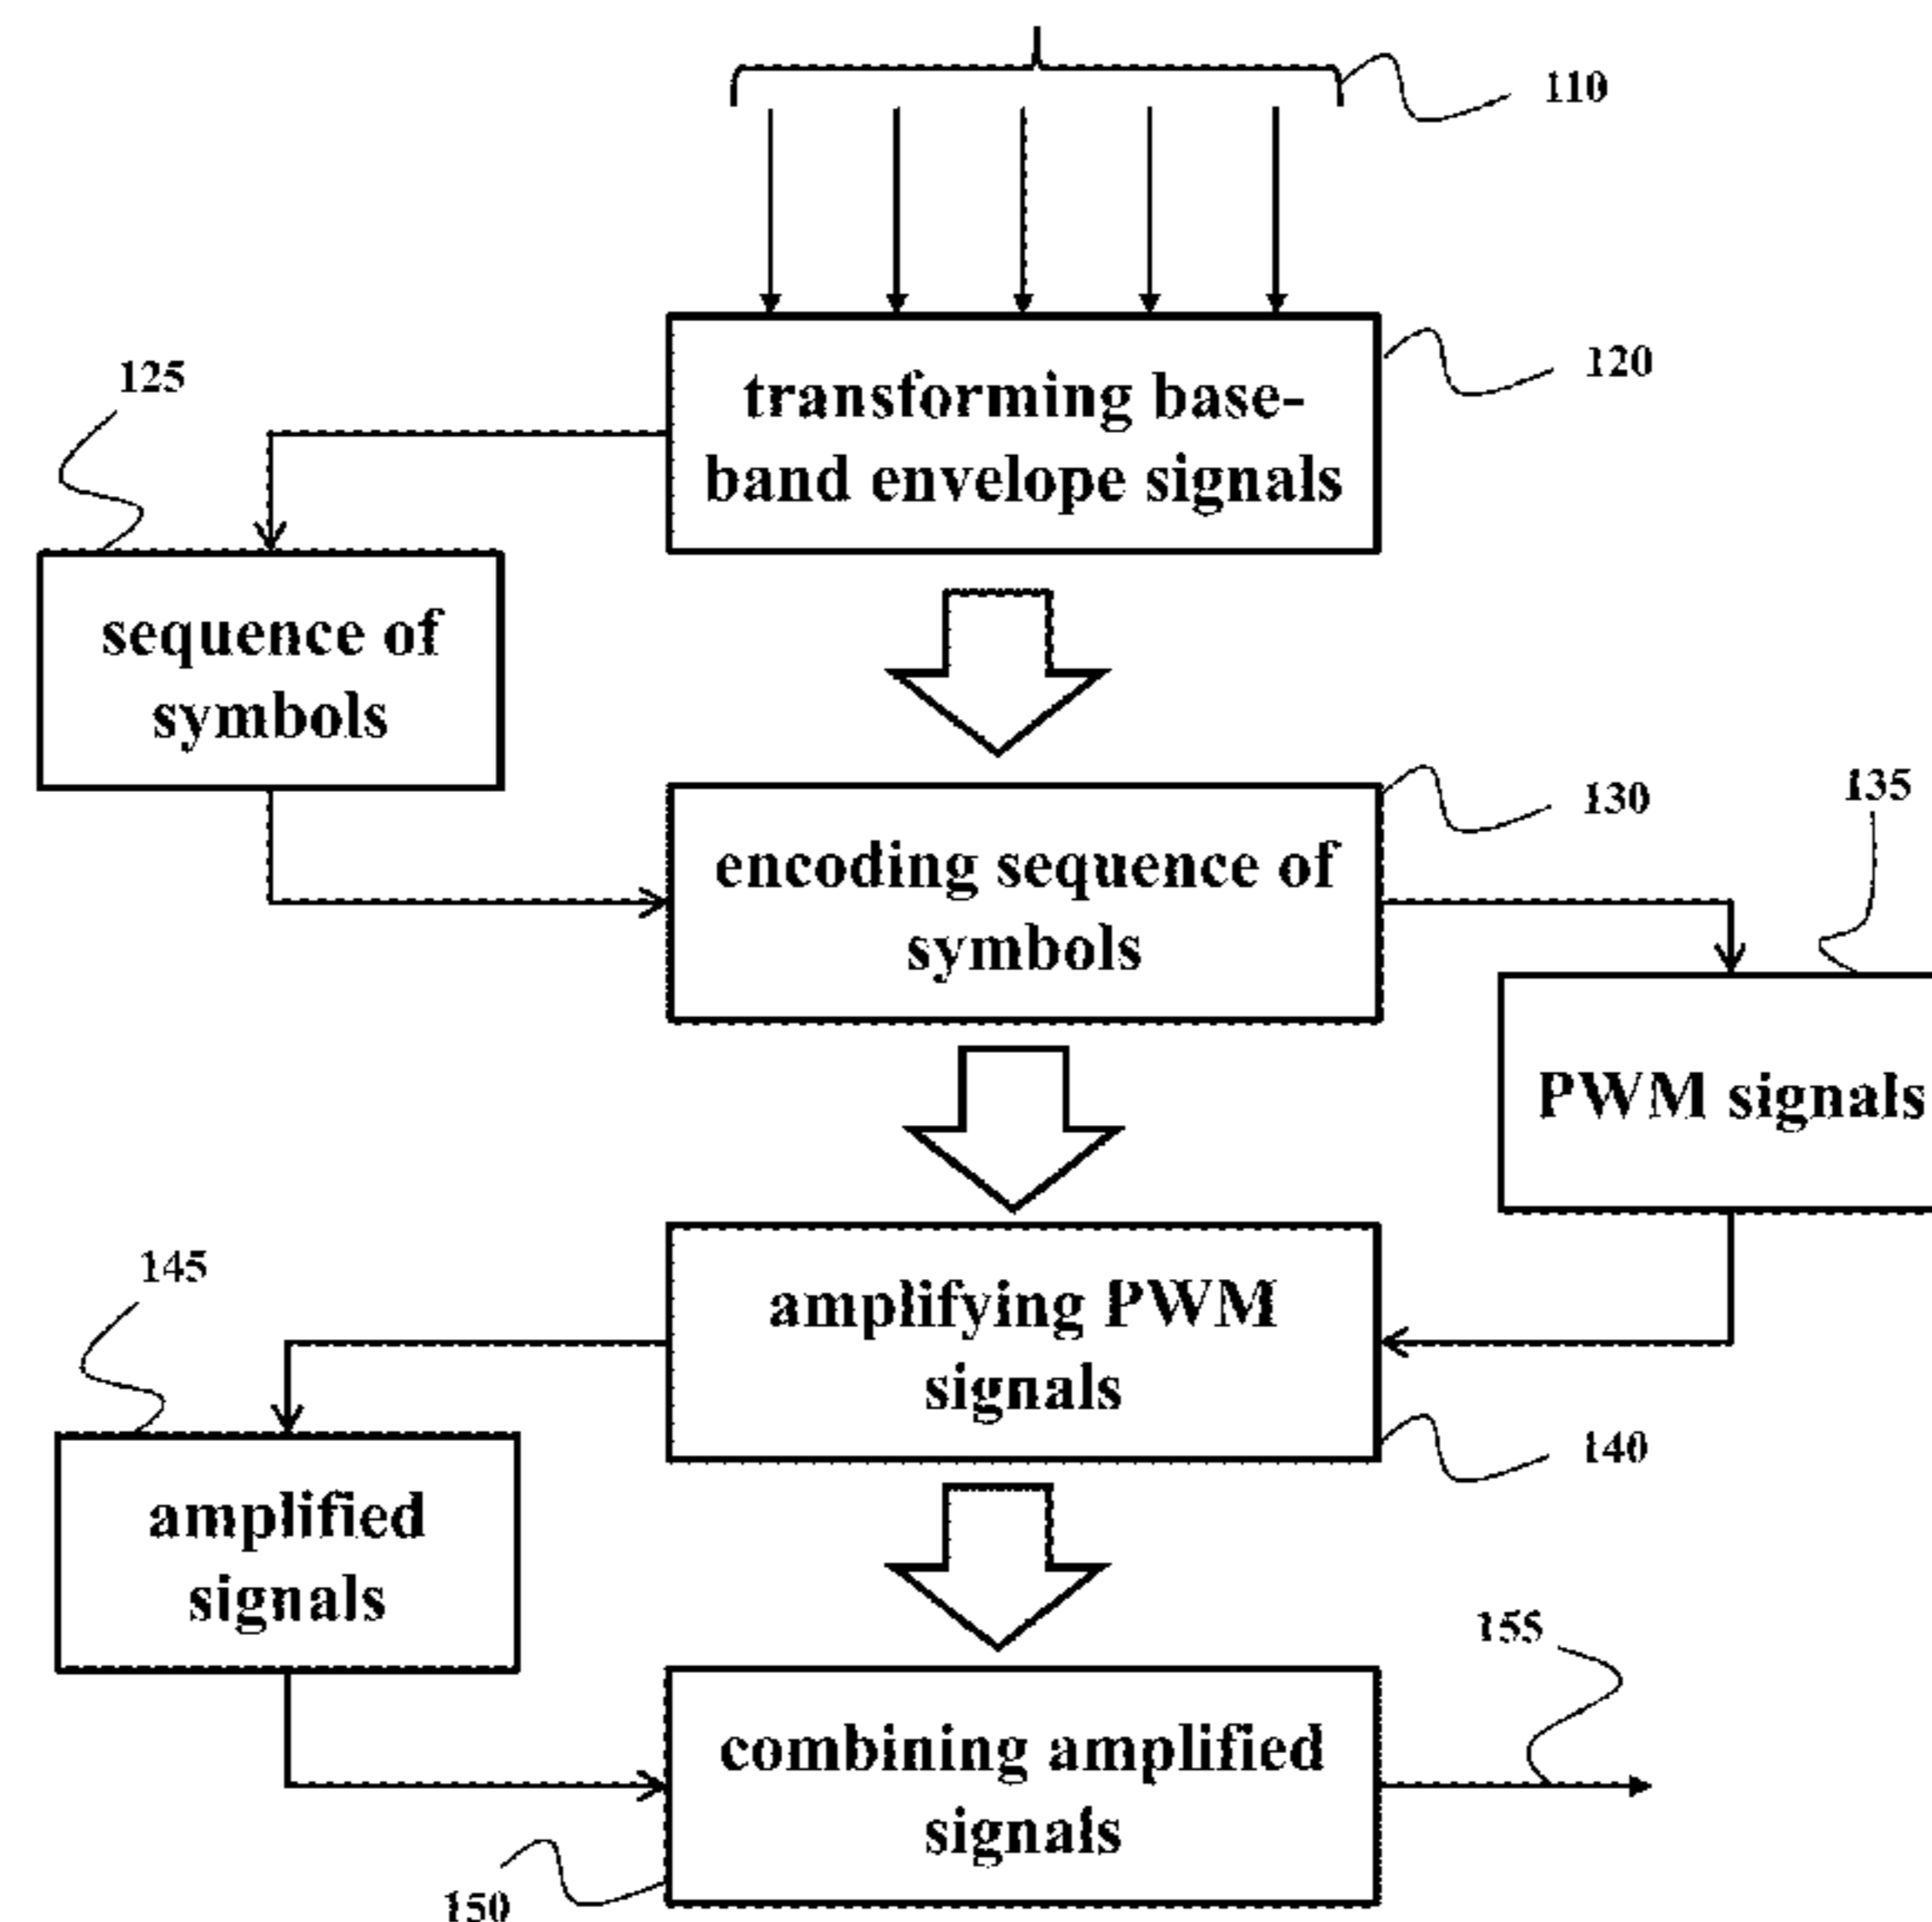 110
120
transforming base-
band envelope signals
125
sequence of
symbols
130
encoding sequence of
symbols
135
PWM signals
amplifying PWM
signals
140
145
amplified
signals
155
combining amplified
signals
150